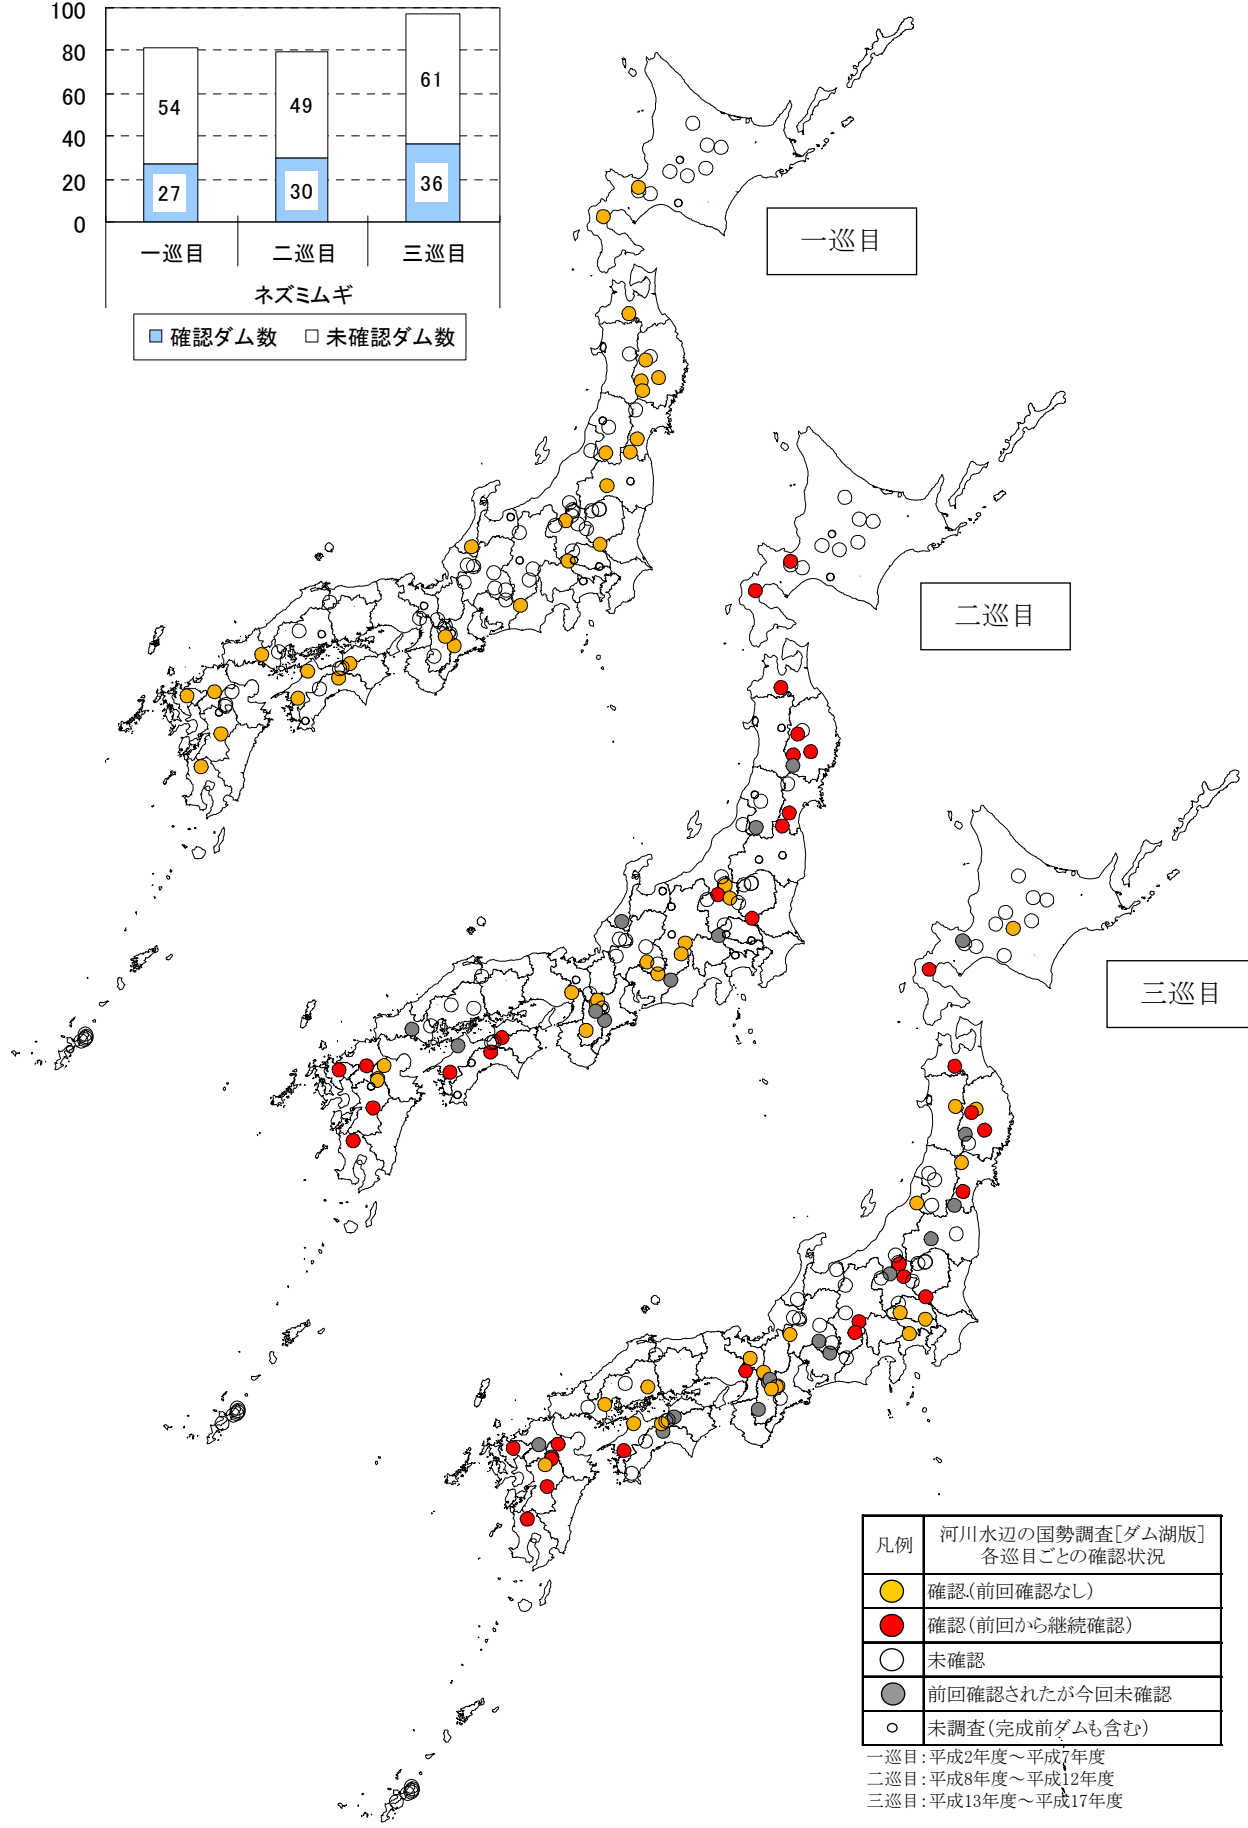 100
80
60
40
20
0
54
49
61
27
30
36
一巡目
二巡目
三巡目
ネズミムギ
確認ダム数 未確認ダム数
一巡目
二巡目
三巡目
凡例
河川水辺の国勢調査[ダム湖版]
各巡目ごとの確認状況
確認.(前回確認なし)
確認(前回から継続確認)
未確認
前回確認されたが今回未確認
未調査(完成前ダムも含む)
一巡目:平成2年度～平成7年度
二巡目:平成8年度～平成12年度
三巡目:平成13年度～平成17年度